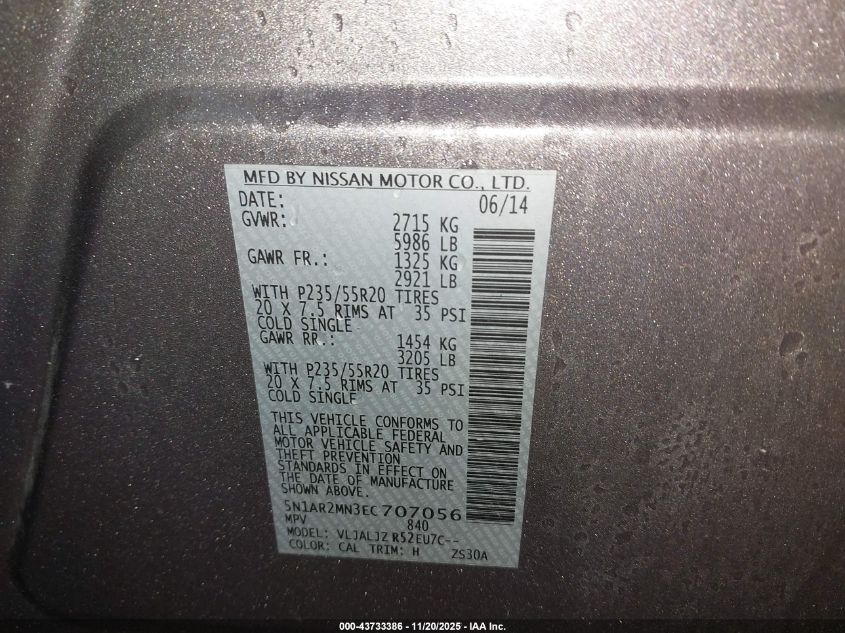 MFD BY NISSAN MOTOR CO., LTD.
DATE: 06/14
GVWR: 2715 KG
5986 LB
GAWR FR.: 1325 KG
2921 LB
WITH P235/55R20 TIRES
20 X 7.5 RIMS AT 35 PSI
COLD SINGLE
GAWR RR.: 1454 KG
3205 LB
WITH P235/55R20 TIRES
20 X 7.5 RIMS AT 35 PSI
COLD SINGLE
THIS VEHICLE CONFORMS TO
ALL APPLICABLE FEDERAL
MOTOR VEHICLE SAFETY AND
THEFT PREVENTION
STANDARDS IN EFFECT ON
THE DATE OF MANUFACTURE
SHOWN ABOVE.
5N1AR2MN3EC707056
MPV 840
MODEL: VLJALJZ R52EU7C--
COLOR: CAL TRIM: H ZS30A
000-43733386 - 11/20/2025 - IAA Inc.